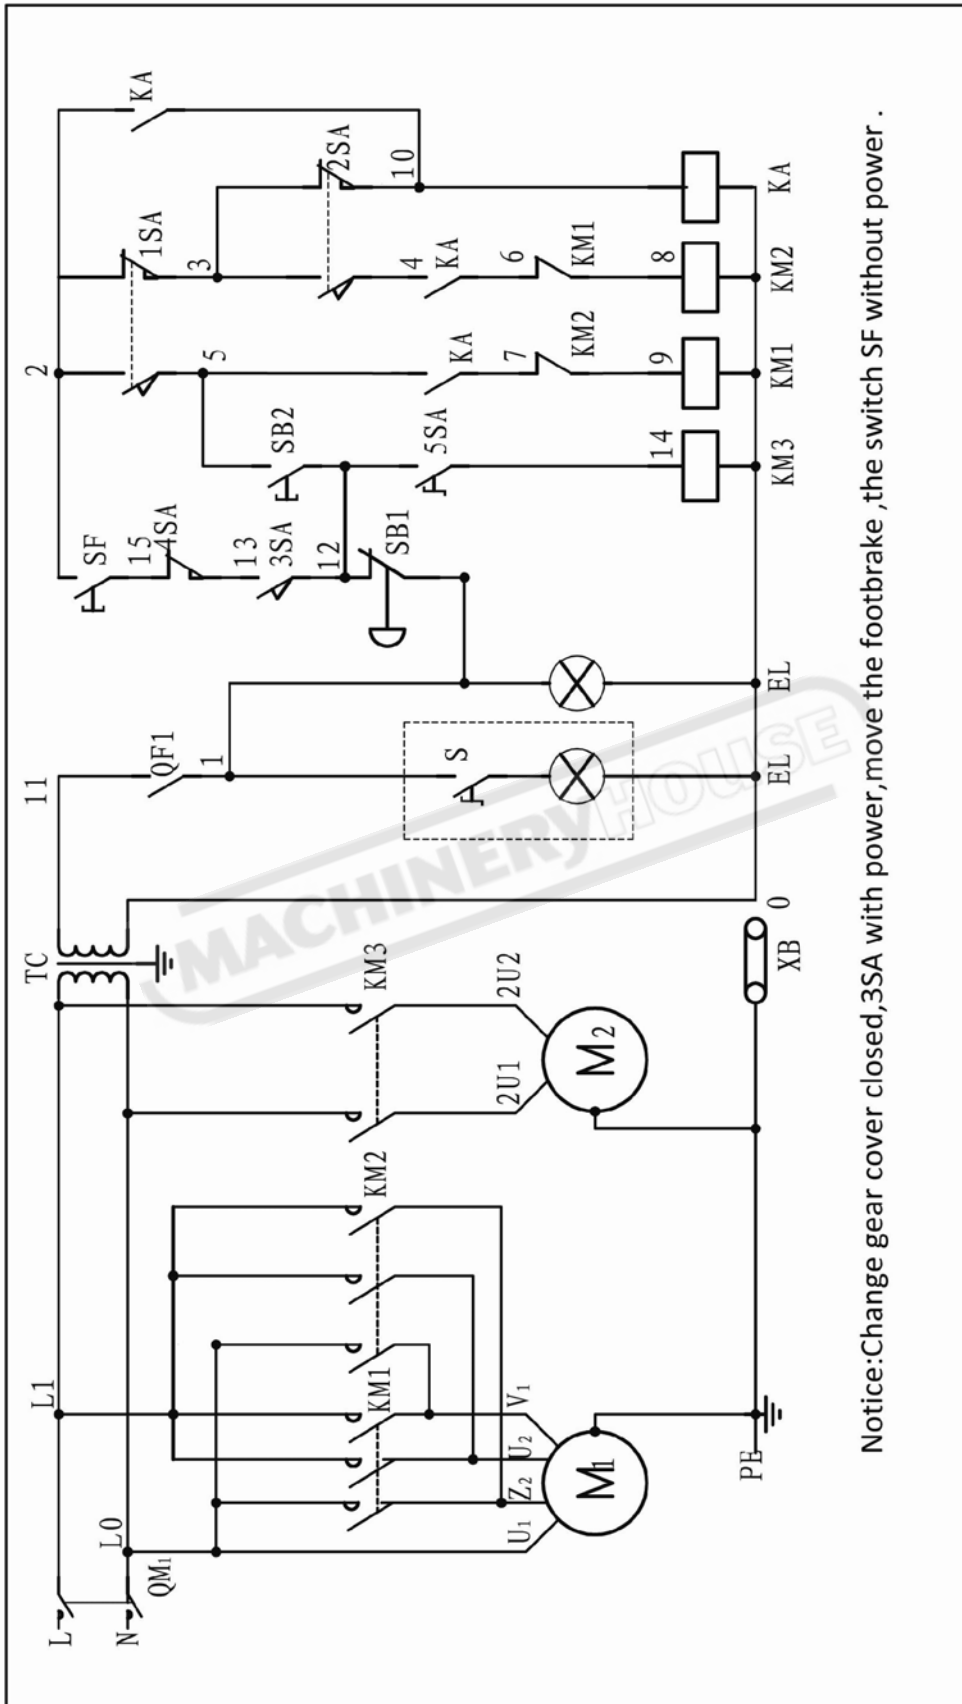 L
N
QM1
L0
L1
TC
11
2
KM1
KM2
KM3
U1
Z2
U2
V1
M1
2U1
2U2
M2
PE
XB
0
QF1
1
S
EL
EL
SF
15
4SA
13
3SA
12
SB1
SB2
5SA
14
KM3
5
KA
7
KM2
9
KM1
1SA
3
4
KA
6
KM1
8
KM2
2SA
10
KA
KA
MACHINERYHOUSE
Notice:Change gear cover closed,3SA with power,move the footbrake ,the switch SF without power .